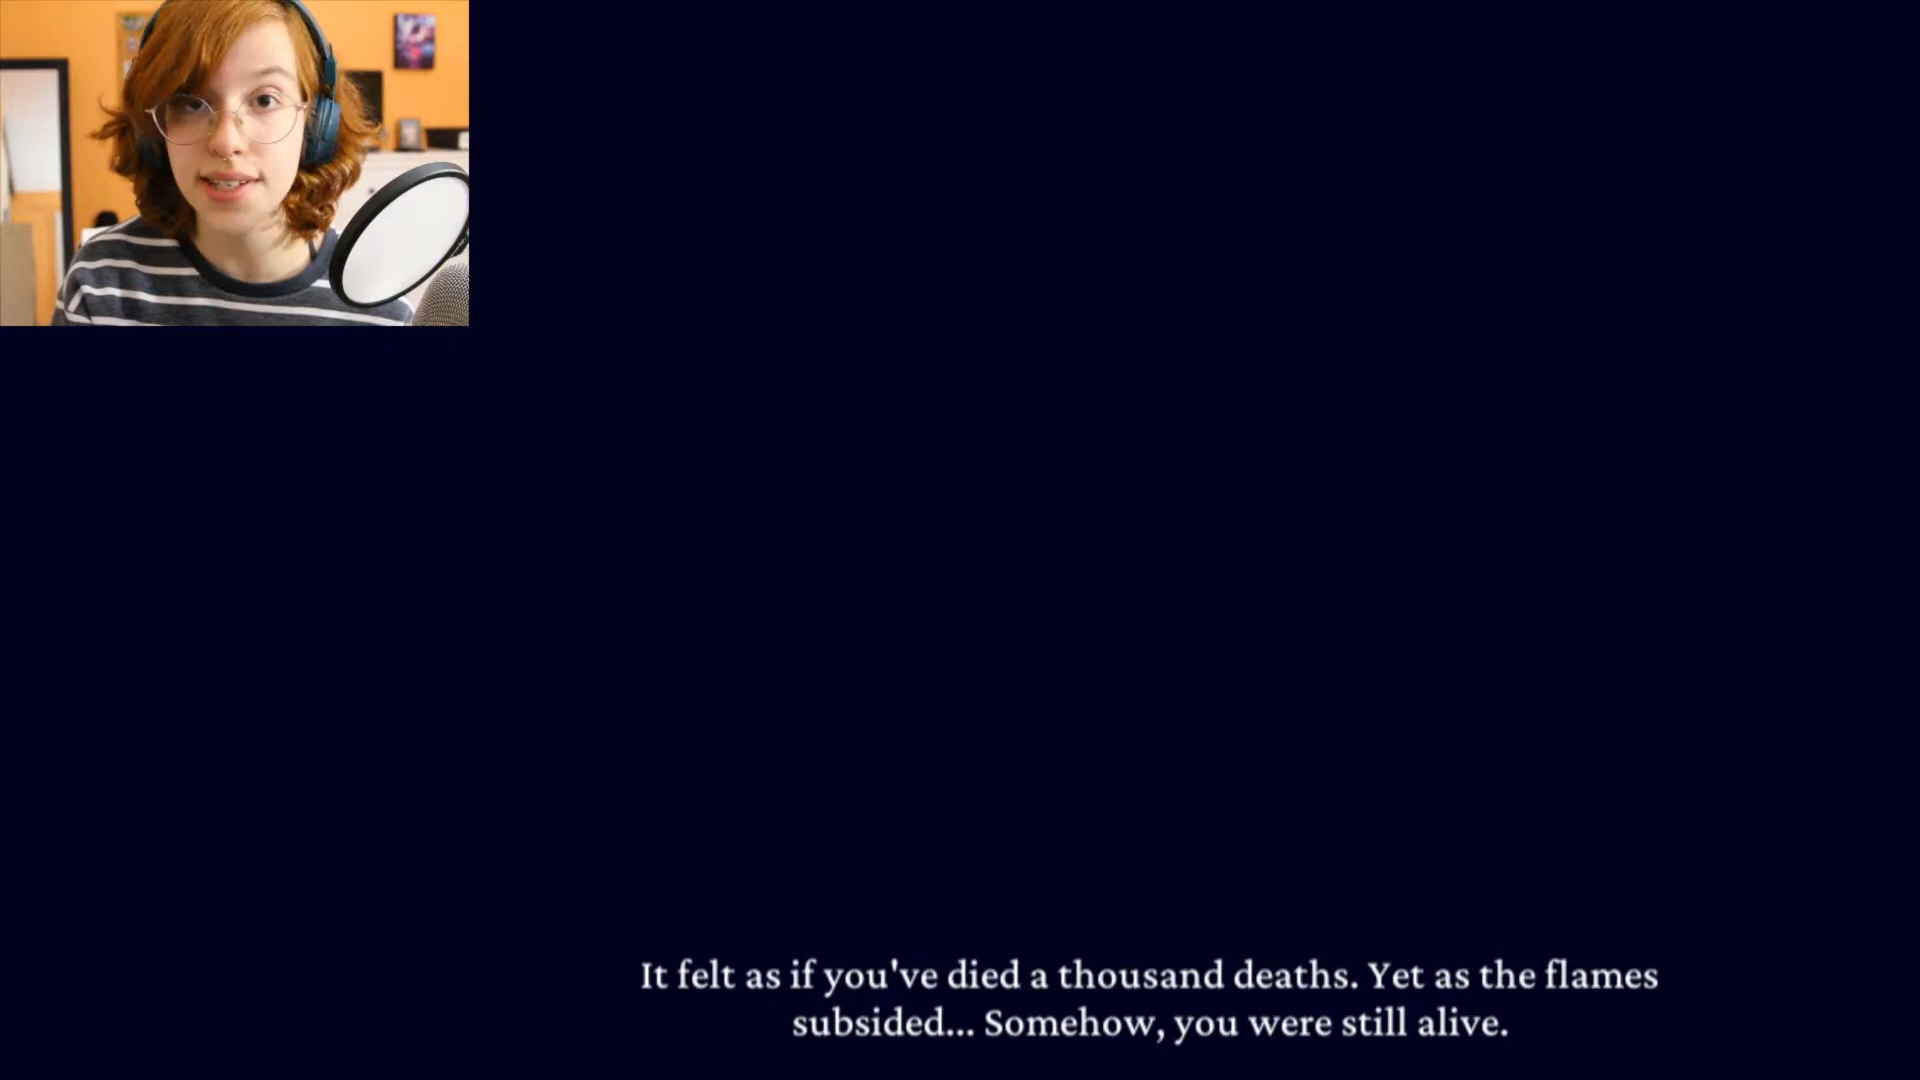 It felt as if you've died a thousand deaths. Yet as the flames
subsided... Somehow, you were still alive.